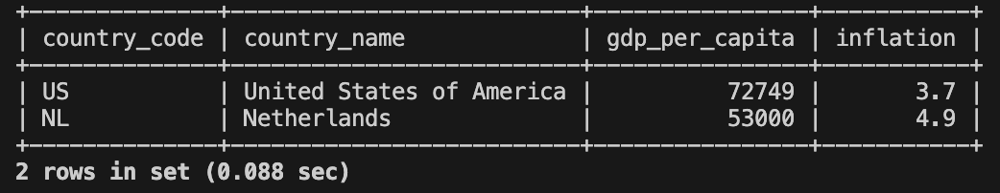 +---------------+--------------------------+----------------+-----------+
| country_code | country_name | gdp_per_capita | inflation |
+---------------+--------------------------+----------------+-----------+
| US | United States of America | 72749 | 3.7 |
| NL | Netherlands | 53000 | 4.9 |
+---------------+--------------------------+----------------+-----------+
2 rows in set (0.088 sec)